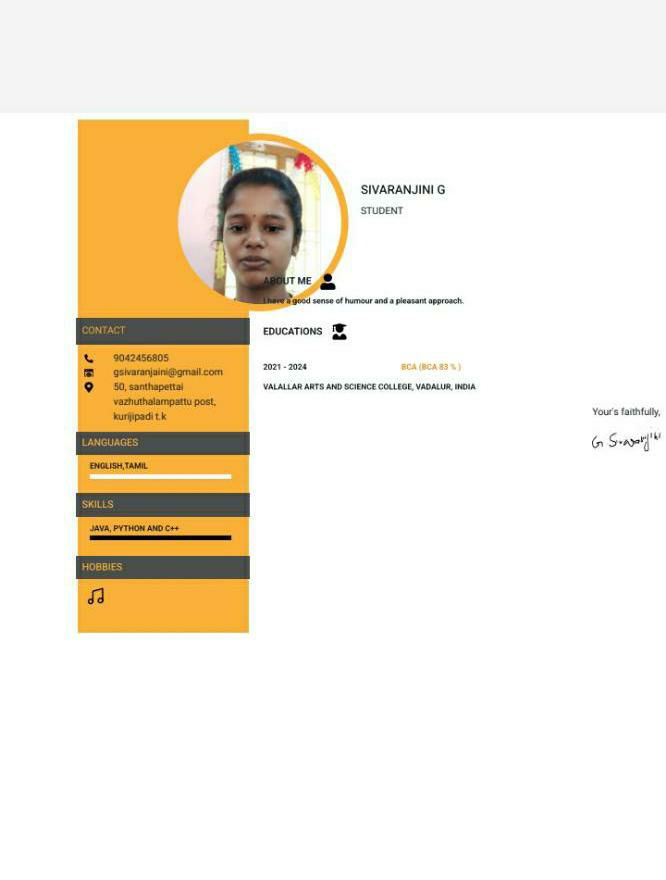 SIVARANJINI G
STUDENT
ABOUT ME
I have a good sense of humour and a pleasant approach.
EDUCATIONS
2021 - 2024 BCA (BCA 83 % )
VALALLAR ARTS AND SCIENCE COLLEGE, VADALUR, INDIA
Your's faithfully,
G Sivaranjini
CONTACT
9042456805
gsivaranjaini@gmail.com
50, santhapettai
vazhuthalampattu post,
kurijipadi t.k
LANGUAGES
ENGLISH,TAMIL
SKILLS
JAVA, PYTHON AND C++
HOBBIES